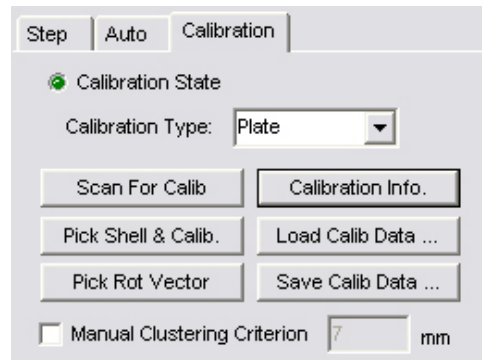 Step Auto Calibration
Calibration State
Calibration Type: Plate
Scan For Calib Calibration Info.
Pick Shell & Calib. Load Calib Data ...
Pick Rot Vector Save Calib Data ...
Manual Clustering Criterion 7 mm